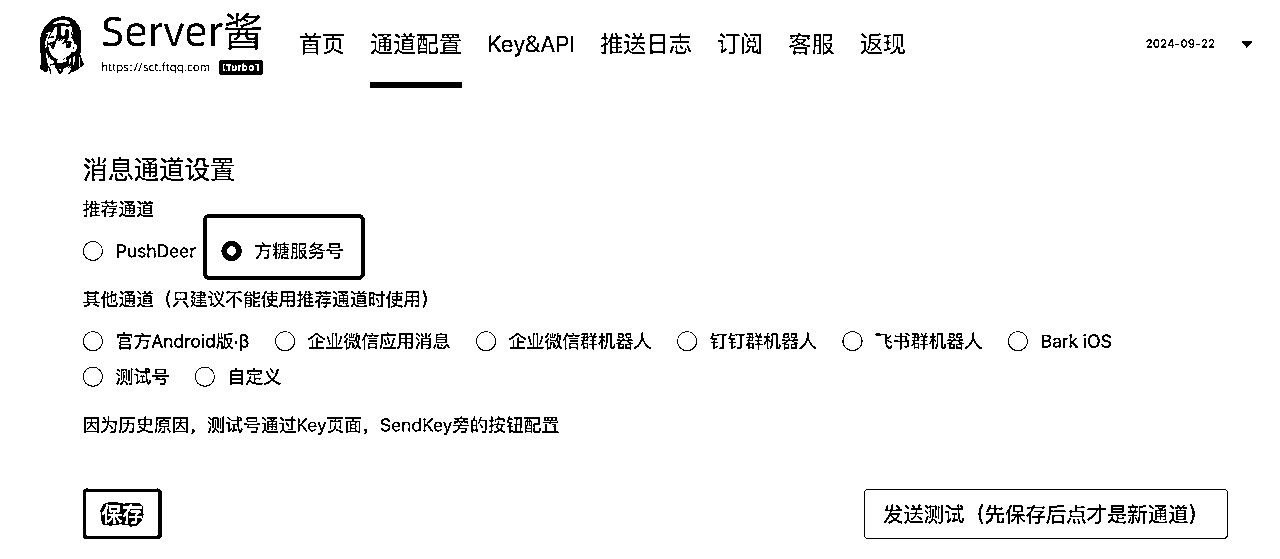 Server酱
https://sct.ftqq.com 【Turbo】
首页 通道配置 Key&API 推送日志 订阅 客服 返现 2024-09-22
消息通道设置
推荐通道
PushDeer 方糖服务号
其他通道（只建议不能使用推荐通道时使用）
官方Android版·β 企业微信应用消息 企业微信群机器人 钉钉群机器人 飞书群机器人 Bark iOS
测试号 自定义
因为历史原因，测试号通过Key页面，SendKey旁的按钮配置
保存 发送测试（先保存后点才是新通道）